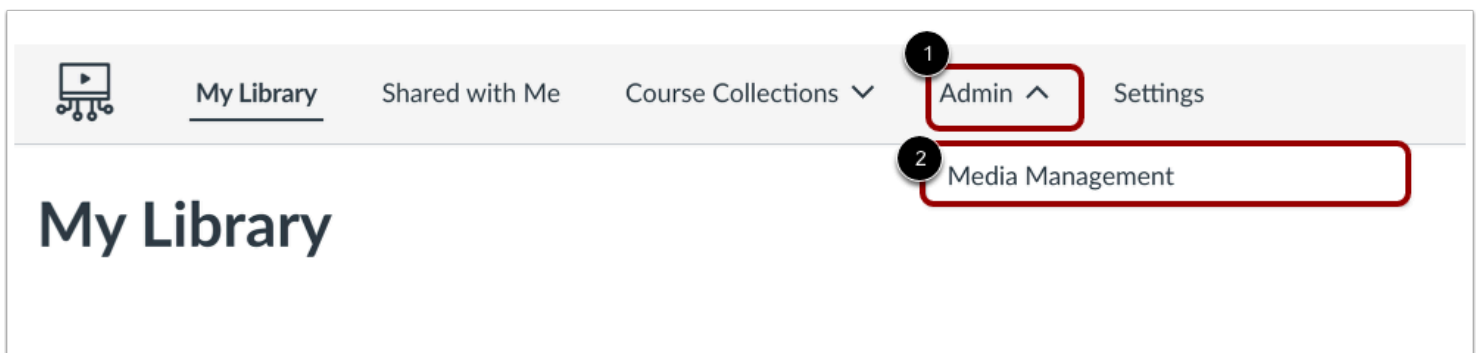 1
My Library Shared with Me Course Collections Admin Settings
2
Media Management
My Library